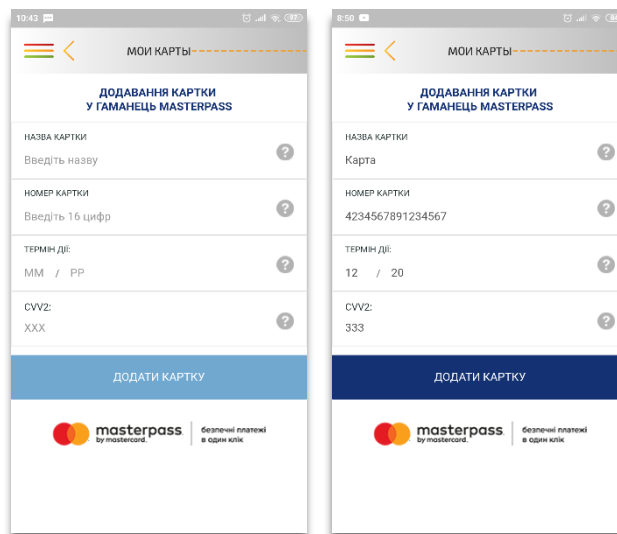 10:43
97
МОИ КАРТЫ
ДОДАВАННЯ КАРТКИ
У ГАМАНЕЦЬ MASTERPASS
НАЗВА КАРТКИ
Введіть назву
?
НОМЕР КАРТКИ
Введіть 16 цифр
?
ТЕРМІН ДІЇ:
ММ / РР
?
CVV2:
XXX
?
ДОДАТИ КАРТКУ
masterpass
by mastercard.
безпечні платежі
в один клік
8:50
МОИ КАРТЫ
ДОДАВАННЯ КАРТКИ
У ГАМАНЕЦЬ MASTERPASS
НАЗВА КАРТКИ
Карта
?
НОМЕР КАРТКИ
4234567891234567
?
ТЕРМІН ДІЇ:
12 / 20
?
CVV2:
333
?
ДОДАТИ КАРТКУ
masterpass
by mastercard.
безпечні платежі
в один клік